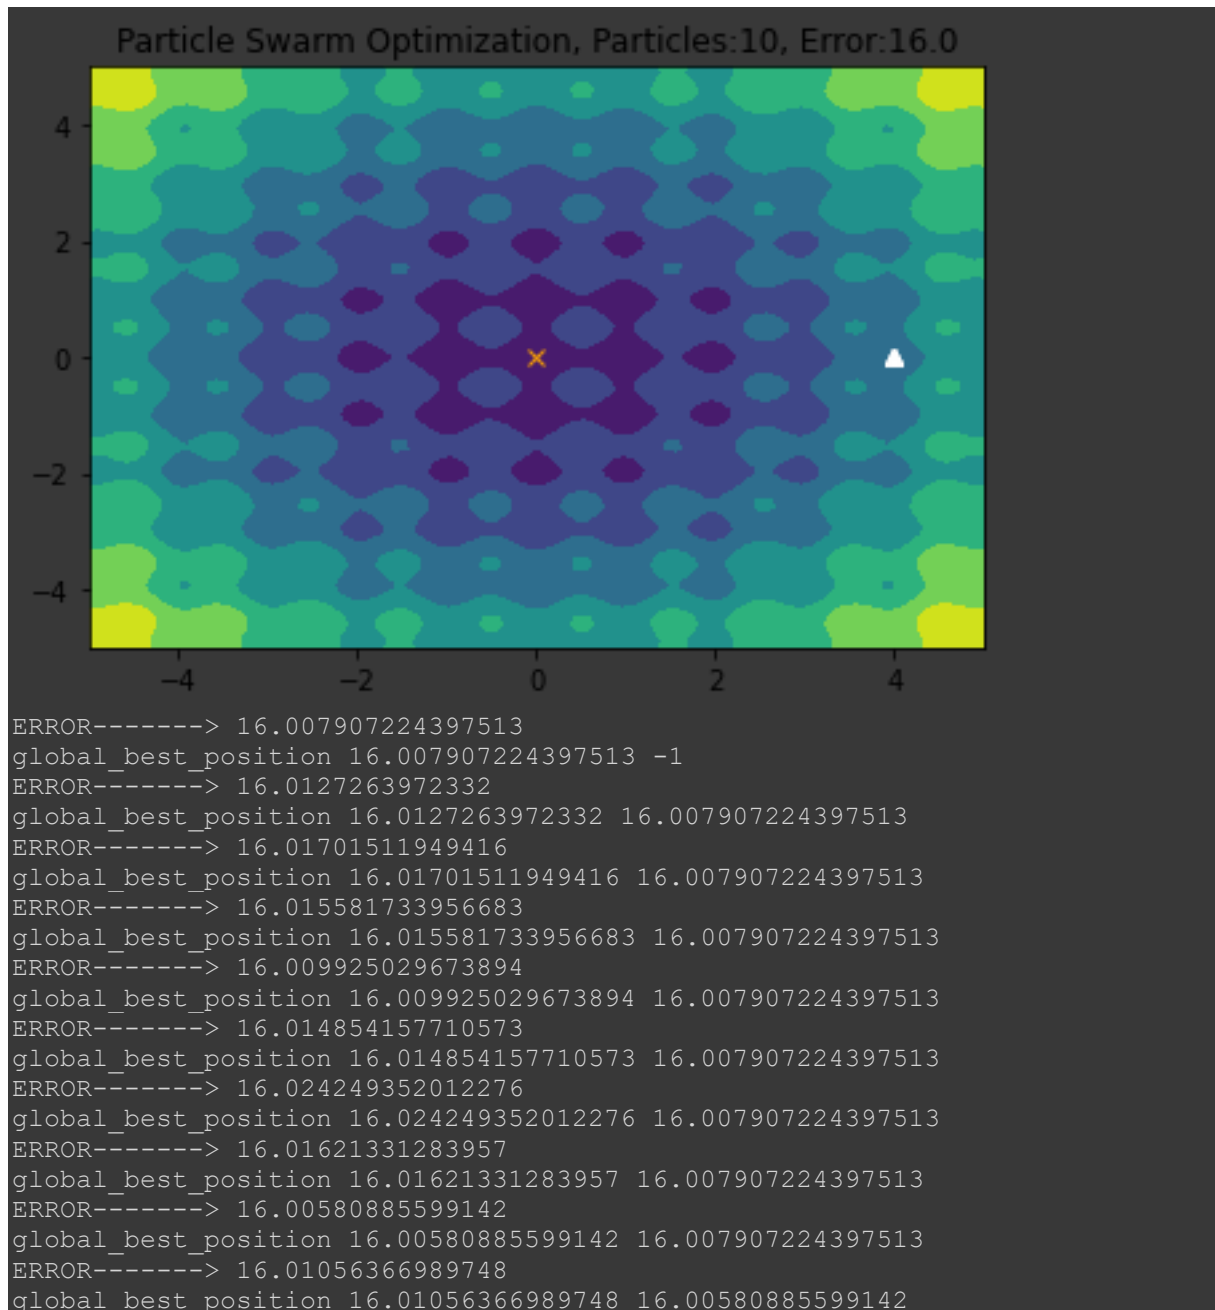 Particle Swarm Optimization, Particles:10, Error:16.0
4
2
0
−2
−4
−4 −2 0 2 4
ERROR-------> 16.007907224397513
global_best_position 16.007907224397513 -1
ERROR-------> 16.0127263972332
global_best_position 16.0127263972332 16.007907224397513
ERROR-------> 16.01701511949416
global_best_position 16.01701511949416 16.007907224397513
ERROR-------> 16.015581733956683
global_best_position 16.015581733956683 16.007907224397513
ERROR-------> 16.009925029673894
global_best_position 16.009925029673894 16.007907224397513
ERROR-------> 16.014854157710573
global_best_position 16.014854157710573 16.007907224397513
ERROR-------> 16.024249352012276
global_best_position 16.024249352012276 16.007907224397513
ERROR-------> 16.01621331283957
global_best_position 16.01621331283957 16.007907224397513
ERROR-------> 16.00580885599142
global_best_position 16.00580885599142 16.007907224397513
ERROR-------> 16.01056366989748
global_best_position 16.01056366989748 16.00580885599142